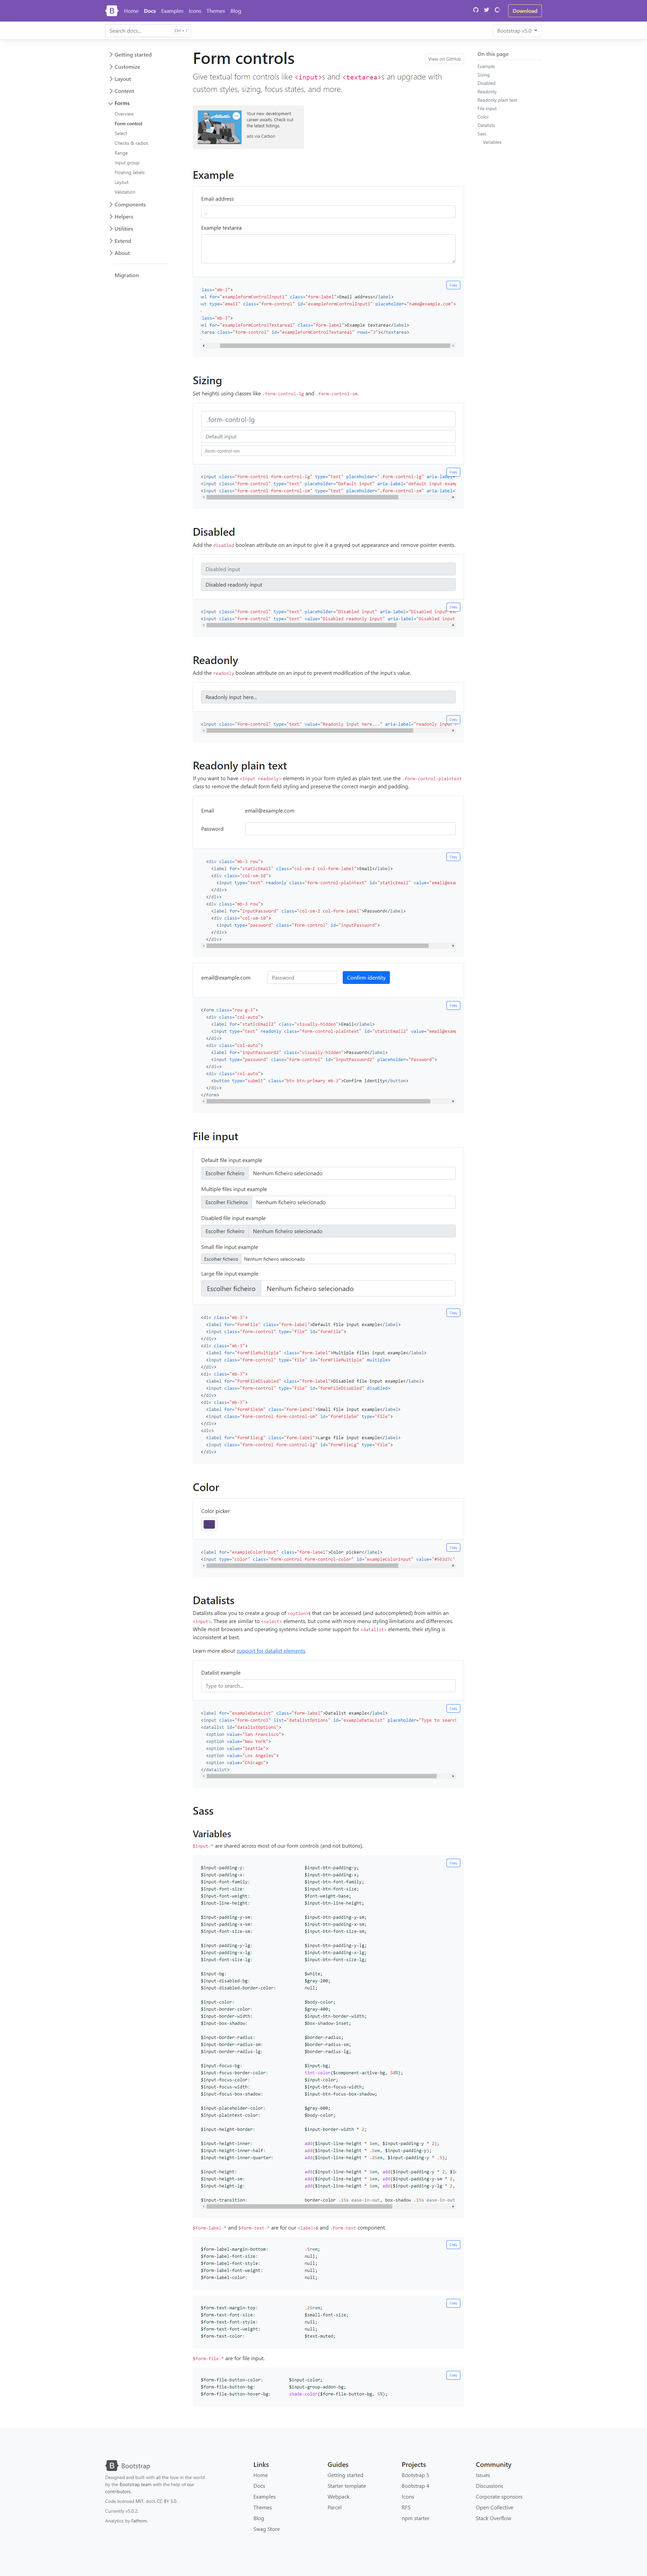 B Home Docs Examples Icons Themes Blog Download
Search docs... Ctrl + / Bootstrap v5.0
Getting started
Customize
Layout
Content
Forms
Overview
Form control
Select
Checks & radios
Range
Input group
Floating labels
Layout
Validation
Components
Helpers
Utilities
Extend
About
Migration
Form controls
View on GitHub
Give textual form controls like <input>s and <textarea>s an upgrade with
custom styles, sizing, focus states, and more.
Your new development
career awaits. Check out
the latest listings.
ads via Carbon
On this page
Example
Sizing
Disabled
Readonly
Readonly plain text
File input
Color
Datalists
Sass
Variables
Example
Email address
Example textarea
Copy
lass="mb-3">
el for="exampleFormControlInput1" class="form-label">Email address</label>
ut type="email" class="form-control" id="exampleFormControlInput1" placeholder="name@example.com">
lass="mb-3">
el for="exampleFormControlTextarea1" class="form-label">Example textarea</label>
tarea class="form-control" id="exampleFormControlTextarea1" rows="3"></textarea>
Sizing
Set heights using classes like .form-control-lg and .form-control-sm.
.form-control-lg
Default input
.form-control-sm
Copy
<input class="form-control form-control-lg" type="text" placeholder=".form-control-lg" aria-label=
<input class="form-control" type="text" placeholder="Default input" aria-label="default input examp
<input class="form-control form-control-sm" type="text" placeholder=".form-control-sm" aria-label=
Disabled
Add the disabled boolean attribute on an input to give it a grayed out appearance and remove pointer events.
Disabled input
Disabled readonly input
Copy
<input class="form-control" type="text" placeholder="Disabled input" aria-label="Disabled input ex
<input class="form-control" type="text" value="Disabled readonly input" aria-label="Disabled input
Readonly
Add the readonly boolean attribute on an input to prevent modification of the input's value.
Readonly input here...
Copy
<input class="form-control" type="text" value="Readonly input here..." aria-label="readonly input
Readonly plain text
If you want to have <input readonly> elements in your form styled as plain text, use the .form-control-plaintext
class to remove the default form field styling and preserve the correct margin and padding.
Email email@example.com
Password
Copy
<div class="mb-3 row">
<label for="staticEmail" class="col-sm-2 col-form-label">Email</label>
<div class="col-sm-10">
<input type="text" readonly class="form-control-plaintext" id="staticEmail" value="email@exa
</div>
</div>
<div class="mb-3 row">
<label for="inputPassword" class="col-sm-2 col-form-label">Password</label>
<div class="col-sm-10">
<input type="password" class="form-control" id="inputPassword">
</div>
</div>
email@example.com Password Confirm identity
Copy
<form class="row g-3">
<div class="col-auto">
<label for="staticEmail2" class="visually-hidden">Email</label>
<input type="text" readonly class="form-control-plaintext" id="staticEmail2" value="email@exam
</div>
<div class="col-auto">
<label for="inputPassword2" class="visually-hidden">Password</label>
<input type="password" class="form-control" id="inputPassword2" placeholder="Password">
</div>
<div class="col-auto">
<button type="submit" class="btn btn-primary mb-3">Confirm identity</button>
</div>
</form>
File input
Default file input example
Escolher ficheiro Nenhum ficheiro selecionado
Multiple files input example
Escolher Ficheiros Nenhum ficheiro selecionado
Disabled file input example
Escolher ficheiro Nenhum ficheiro selecionado
Small file input example
Escolher ficheiro Nenhum ficheiro selecionado
Large file input example
Escolher ficheiro Nenhum ficheiro selecionado
Copy
<div class="mb-3">
<label for="formFile" class="form-label">Default file input example</label>
<input class="form-control" type="file" id="formFile">
</div>
<div class="mb-3">
<label for="formFileMultiple" class="form-label">Multiple files input example</label>
<input class="form-control" type="file" id="formFileMultiple" multiple>
</div>
<div class="mb-3">
<label for="formFileDisabled" class="form-label">Disabled file input example</label>
<input class="form-control" type="file" id="formFileDisabled" disabled>
</div>
<div class="mb-3">
<label for="formFileSm" class="form-label">Small file input example</label>
<input class="form-control form-control-sm" id="formFileSm" type="file">
</div>
<div>
<label for="formFileLg" class="form-label">Large file input example</label>
<input class="form-control form-control-lg" id="formFileLg" type="file">
</div>
Color
Color picker
Copy
<label for="exampleColorInput" class="form-label">Color picker</label>
<input type="color" class="form-control form-control-color" id="exampleColorInput" value="#563d7c"
Datalists
Datalists allow you to create a group of <option>s that can be accessed (and autocompleted) from within an
<input>. These are similar to <select> elements, but come with more menu styling limitations and differences.
While most browsers and operating systems include some support for <datalist> elements, their styling is
inconsistent at best.
Learn more about support for datalist elements.
Datalist example
Type to search...
Copy
<label for="exampleDataList" class="form-label">Datalist example</label>
<input class="form-control" list="datalistOptions" id="exampleDataList" placeholder="Type to searc
<datalist id="datalistOptions">
<option value="San Francisco">
<option value="New York">
<option value="Seattle">
<option value="Los Angeles">
<option value="Chicago">
</datalist>
Sass
Variables
$input-* are shared across most of our form controls (and not buttons).
Copy
$input-padding-y: $input-btn-padding-y;
$input-padding-x: $input-btn-padding-x;
$input-font-family: $input-btn-font-family;
$input-font-size: $input-btn-font-size;
$input-font-weight: $font-weight-base;
$input-line-height: $input-btn-line-height;
$input-padding-y-sm: $input-btn-padding-y-sm;
$input-padding-x-sm: $input-btn-padding-x-sm;
$input-font-size-sm: $input-btn-font-size-sm;
$input-padding-y-lg: $input-btn-padding-y-lg;
$input-padding-x-lg: $input-btn-padding-x-lg;
$input-font-size-lg: $input-btn-font-size-lg;
$input-bg: $white;
$input-disabled-bg: $gray-200;
$input-disabled-border-color: null;
$input-color: $body-color;
$input-border-color: $gray-400;
$input-border-width: $input-btn-border-width;
$input-box-shadow: $box-shadow-inset;
$input-border-radius: $border-radius;
$input-border-radius-sm: $border-radius-sm;
$input-border-radius-lg: $border-radius-lg;
$input-focus-bg: $input-bg;
$input-focus-border-color: tint-color($component-active-bg, 50%);
$input-focus-color: $input-color;
$input-focus-width: $input-btn-focus-width;
$input-focus-box-shadow: $input-btn-focus-box-shadow;
$input-placeholder-color: $gray-600;
$input-plaintext-color: $body-color;
$input-height-border: $input-border-width * 2;
$input-height-inner: add($input-line-height * 1em, $input-padding-y * 2);
$input-height-inner-half: add($input-line-height * .5em, $input-padding-y);
$input-height-inner-quarter: add($input-line-height * .25em, $input-padding-y * .5);
$input-height: add($input-line-height * 1em, add($input-padding-y * 2, $in
$input-height-sm: add($input-line-height * 1em, add($input-padding-y-sm * 2,
$input-height-lg: add($input-line-height * 1em, add($input-padding-y-lg * 2,
$input-transition: border-color .15s ease-in-out, box-shadow .15s ease-in-out
$form-label-* and $form-text-* are for our <label>s and .form-text component.
Copy
$form-label-margin-bottom: .5rem;
$form-label-font-size: null;
$form-label-font-style: null;
$form-label-font-weight: null;
$form-label-color: null;
Copy
$form-text-margin-top: .25rem;
$form-text-font-size: $small-font-size;
$form-text-font-style: null;
$form-text-font-weight: null;
$form-text-color: $text-muted;
$form-file-* are for file input.
Copy
$form-file-button-color: $input-color;
$form-file-button-bg: $input-group-addon-bg;
$form-file-button-hover-bg: shade-color($form-file-button-bg, 5%);
B Bootstrap
Designed and built with all the love in the world
by the Bootstrap team with the help of our
contributors.
Code licensed MIT, docs CC BY 3.0.
Currently v5.0.2.
Analytics by Fathom.
Links
Home
Docs
Examples
Themes
Blog
Swag Store
Guides
Getting started
Starter template
Webpack
Parcel
Projects
Bootstrap 5
Bootstrap 4
Icons
RFS
npm starter
Community
Issues
Discussions
Corporate sponsors
Open Collective
Stack Overflow